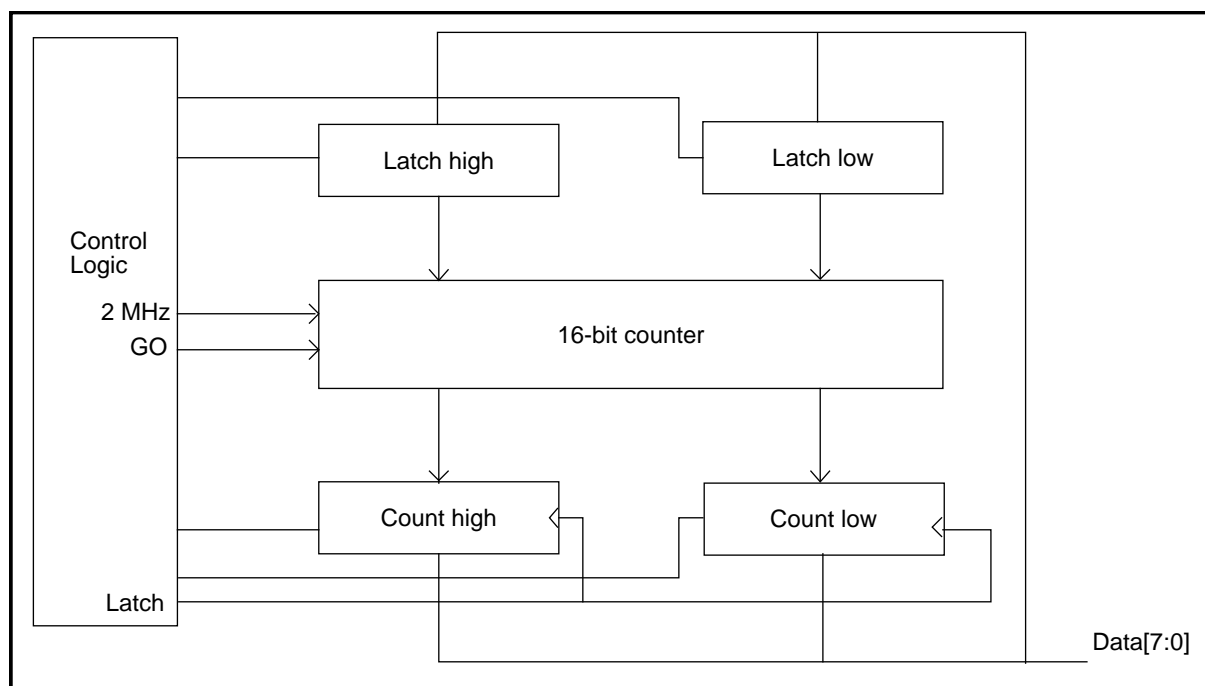 Latch high
Latch low
Control
Logic
2 MHz
GO
16-bit counter
Count high
Count low
Latch
Data[7:0]